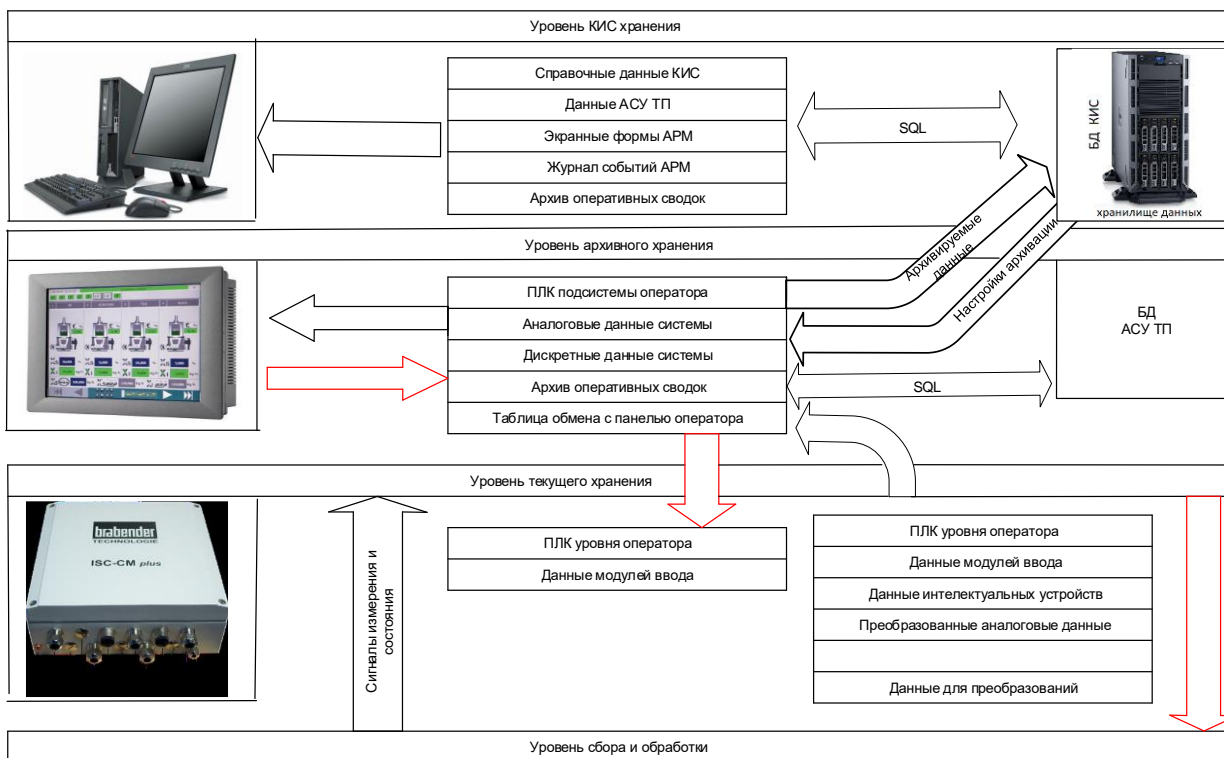 Уровень КИС хранения
Справочные данные КИС
Данные АСУ ТП
Экранные формы АРМ
Журнал событий АРМ
Архив оперативных сводок
SQL
БД КИС
хранилище данных
Уровень архивного хранения
Архивируемые
данные
Настройки архивации
ПЛК подсистемы оператора
Аналоговые данные системы
Дискретные данные системы
Архив оперативных сводок
Таблица обмена с панелью оператора
SQL
БД
АСУ ТП
Уровень текущего хранения
brabender
TECHNOLOGIE
ISC-CM plus
Сигналы измерения и
состояния
ПЛК уровня оператора
Данные модулей ввода
ПЛК уровня оператора
Данные модулей ввода
Данные интелектуальных устройств
Преобразованные аналоговые данные
Данные для преобразований
Уровень сбора и обработки